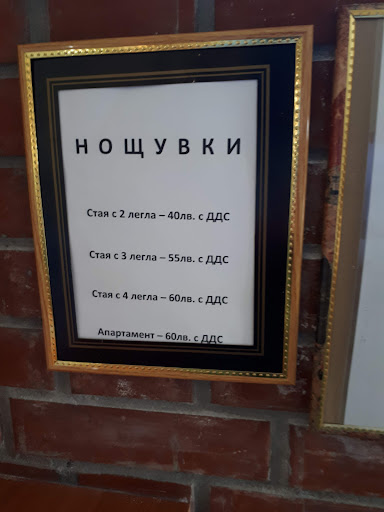 НОЩУВКИ
Стая с 2 легла – 40лв. с ДДС
Стая с 3 легла – 55лв. с ДДС
Стая с 4 легла – 60лв. с ДДС
Апартамент – 60лв. с ДДС